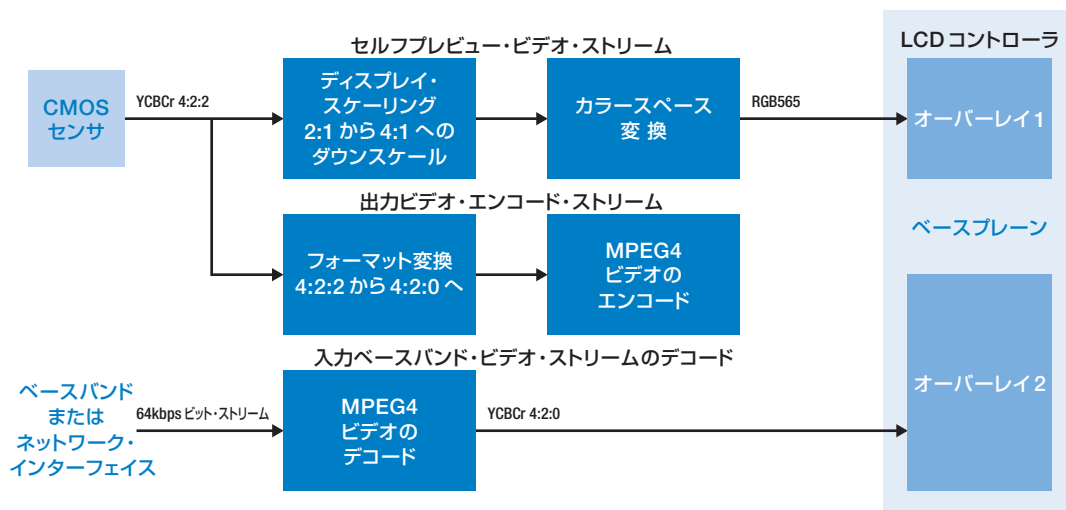 セルフプレビュー・ビデオ・ストリーム
LCDコントローラ
CMOS
センサ
YCBCr 4:2:2
ディスプレイ・
スケーリング
2:1 から 4:1 への
ダウンスケール
カラースペース
変 換
RGB565
オーバーレイ1
出力ビデオ・エンコード・ストリーム
フォーマット変換
4:2:2 から 4:2:0 へ
MPEG4
ビデオの
エンコード
ベースプレーン
入力ベースバンド・ビデオ・ストリームのデコード
ベースバンド
または
ネットワーク・
インターフェイス
64kbps ビット・ストリーム
MPEG4
ビデオの
デコード
YCBCr 4:2:0
オーバーレイ2